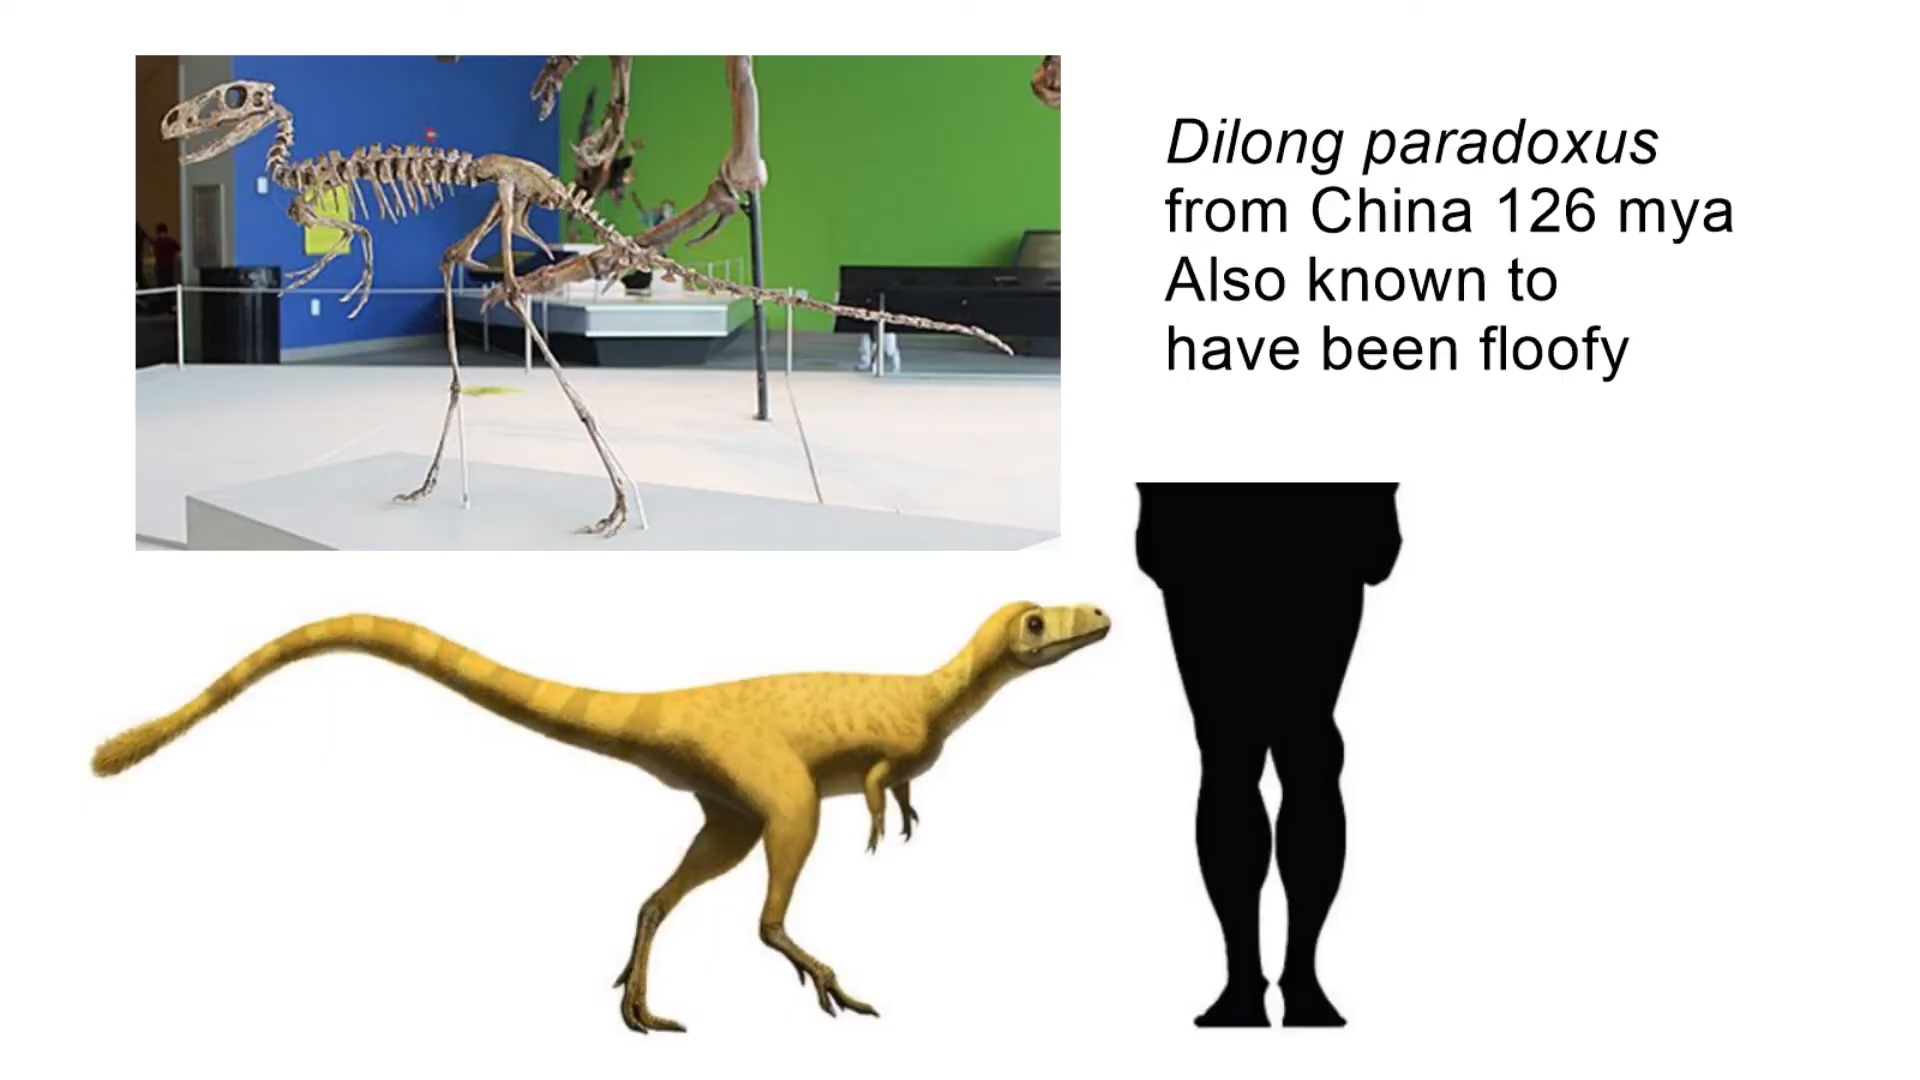 Dilong paradoxus
from China 126 mya
Also known to
have been floofy